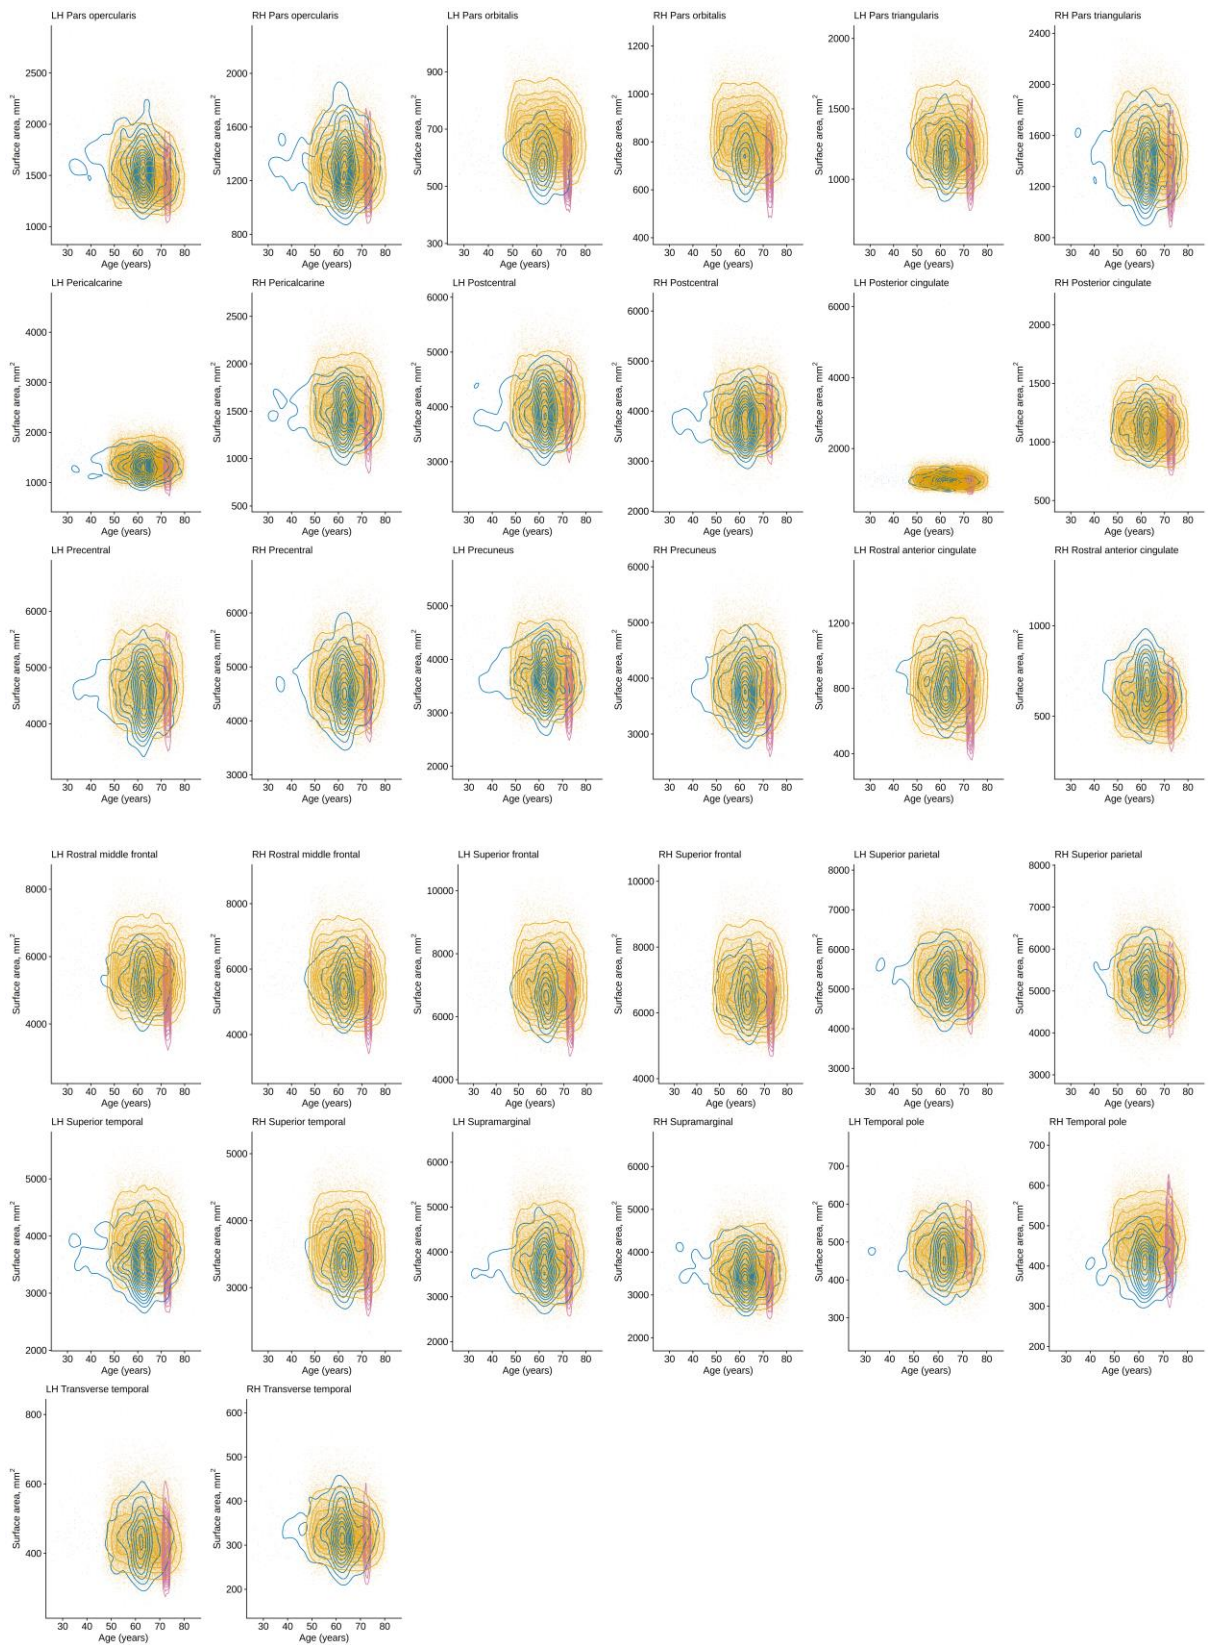 LH Pars opercularis
Surface area, mm²
2500
2000
1500
1000
30 40 50 60 70 80
Age (years)
RH Pars opercularis
Surface area, mm²
2000
1600
1200
800
30 40 50 60 70 80
Age (years)
LH Pars orbitalis
Surface area, mm²
900
700
500
300
30 40 50 60 70 80
Age (years)
RH Pars orbitalis
Surface area, mm²
1200
1000
800
600
400
30 40 50 60 70 80
Age (years)
LH Pars triangularis
Surface area, mm²
2000
1500
1000
30 40 50 60 70 80
Age (years)
RH Pars triangularis
Surface area, mm²
2400
2000
1600
1200
800
30 40 50 60 70 80
Age (years)
LH Pericalcarine
Surface area, mm²
4000
3000
2000
1000
30 40 50 60 70 80
Age (years)
RH Pericalcarine
Surface area, mm²
2500
2000
1500
1000
500
30 40 50 60 70 80
Age (years)
LH Postcentral
Surface area, mm²
6000
5000
4000
3000
30 40 50 60 70 80
Age (years)
RH Postcentral
Surface area, mm²
6000
5000
4000
3000
2000
30 40 50 60 70 80
Age (years)
LH Posterior cingulate
Surface area, mm²
6000
4000
2000
30 40 50 60 70 80
Age (years)
RH Posterior cingulate
Surface area, mm²
2000
1500
1000
500
30 40 50 60 70 80
Age (years)
LH Precentral
Surface area, mm²
6000
5000
4000
30 40 50 60 70 80
Age (years)
RH Precentral
Surface area, mm²
6000
5000
4000
3000
30 40 50 60 70 80
Age (years)
LH Precuneus
Surface area, mm²
5000
4000
3000
2000
30 40 50 60 70 80
Age (years)
RH Precuneus
Surface area, mm²
6000
5000
4000
3000
30 40 50 60 70 80
Age (years)
LH Rostral anterior cingulate
Surface area, mm²
1200
800
400
30 40 50 60 70 80
Age (years)
RH Rostral anterior cingulate
Surface area, mm²
1000
500
30 40 50 60 70 80
Age (years)
LH Rostral middle frontal
Surface area, mm²
8000
6000
4000
30 40 50 60 70 80
Age (years)
RH Rostral middle frontal
Surface area, mm²
8000
6000
4000
30 40 50 60 70 80
Age (years)
LH Superior frontal
Surface area, mm²
10000
8000
6000
4000
30 40 50 60 70 80
Age (years)
RH Superior frontal
Surface area, mm²
10000
8000
6000
4000
30 40 50 60 70 80
Age (years)
LH Superior parietal
Surface area, mm²
8000
7000
6000
5000
4000
3000
30 40 50 60 70 80
Age (years)
RH Superior parietal
Surface area, mm²
8000
7000
6000
5000
4000
3000
30 40 50 60 70 80
Age (years)
LH Superior temporal
Surface area, mm²
5000
4000
3000
2000
30 40 50 60 70 80
Age (years)
RH Superior temporal
Surface area, mm²
5000
4000
3000
30 40 50 60 70 80
Age (years)
LH Supramarginal
Surface area, mm²
6000
5000
4000
3000
2000
30 40 50 60 70 80
Age (years)
RH Supramarginal
Surface area, mm²
6000
5000
4000
3000
2000
30 40 50 60 70 80
Age (years)
LH Temporal pole
Surface area, mm²
700
600
500
400
300
30 40 50 60 70 80
Age (years)
RH Temporal pole
Surface area, mm²
700
600
500
400
300
200
30 40 50 60 70 80
Age (years)
LH Transverse temporal
Surface area, mm²
800
600
400
30 40 50 60 70 80
Age (years)
RH Transverse temporal
Surface area, mm²
600
500
400
300
200
30 40 50 60 70 80
Age (years)